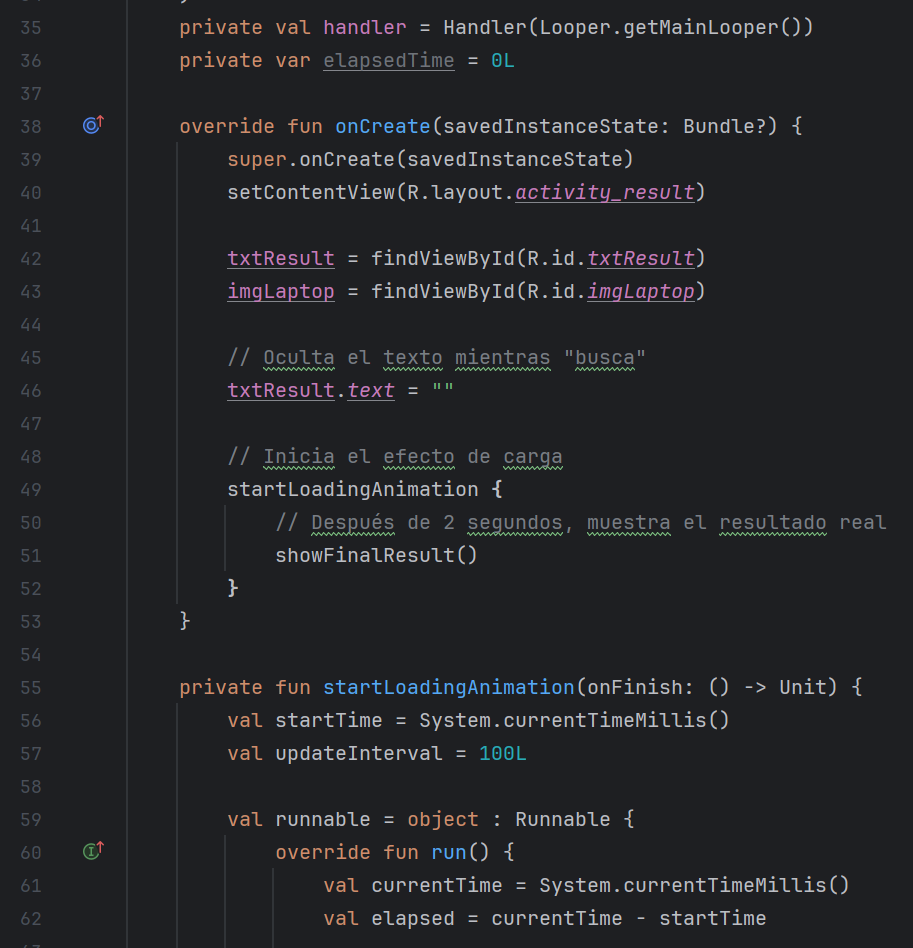 35 private val handler = Handler(Looper.getMainLooper())
36 private var elapsedTime = 0L
37
38 override fun onCreate(savedInstanceState: Bundle?) {
39 super.onCreate(savedInstanceState)
40 setContentView(R.layout.activity_result)
41
42 txtResult = findViewById(R.id.txtResult)
43 imgLaptop = findViewById(R.id.imgLaptop)
44
45 // Oculta el texto mientras "busca"
46 txtResult.text = ""
47
48 // Inicia el efecto de carga
49 startLoadingAnimation {
50 // Después de 2 segundos, muestra el resultado real
51 showFinalResult()
52 }
53 }
54
55 private fun startLoadingAnimation(onFinish: () -> Unit) {
56 val startTime = System.currentTimeMillis()
57 val updateInterval = 100L
58
59 val runnable = object : Runnable {
60 override fun run() {
61 val currentTime = System.currentTimeMillis()
62 val elapsed = currentTime - startTime